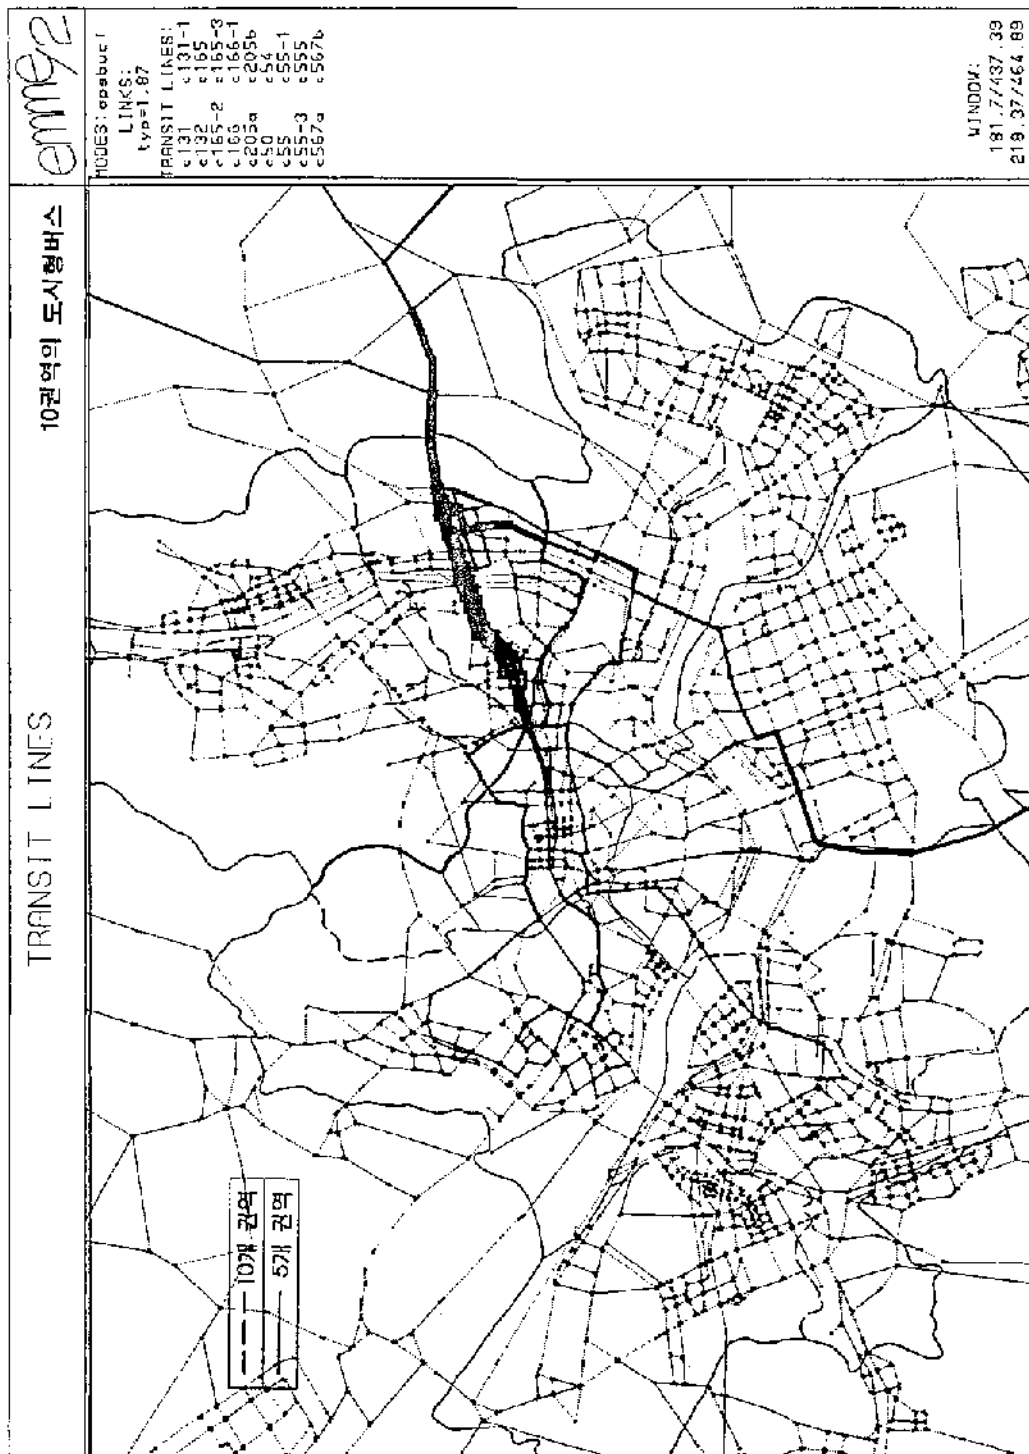 TRANSIT LINES
10권역의 도시형버스
emme/2
LINKS:
typ=1,87
TRANSIT LINES:
c131 c131-1
c132 c165
c165-2 c165-3
c166 c166-1
c205a c205b
c50 c54
c55 c55-1
c55-3 c555
c567a c567b
WINDOW:
181.7/437.39
219.37/464.89
10개 권역
5개 권역